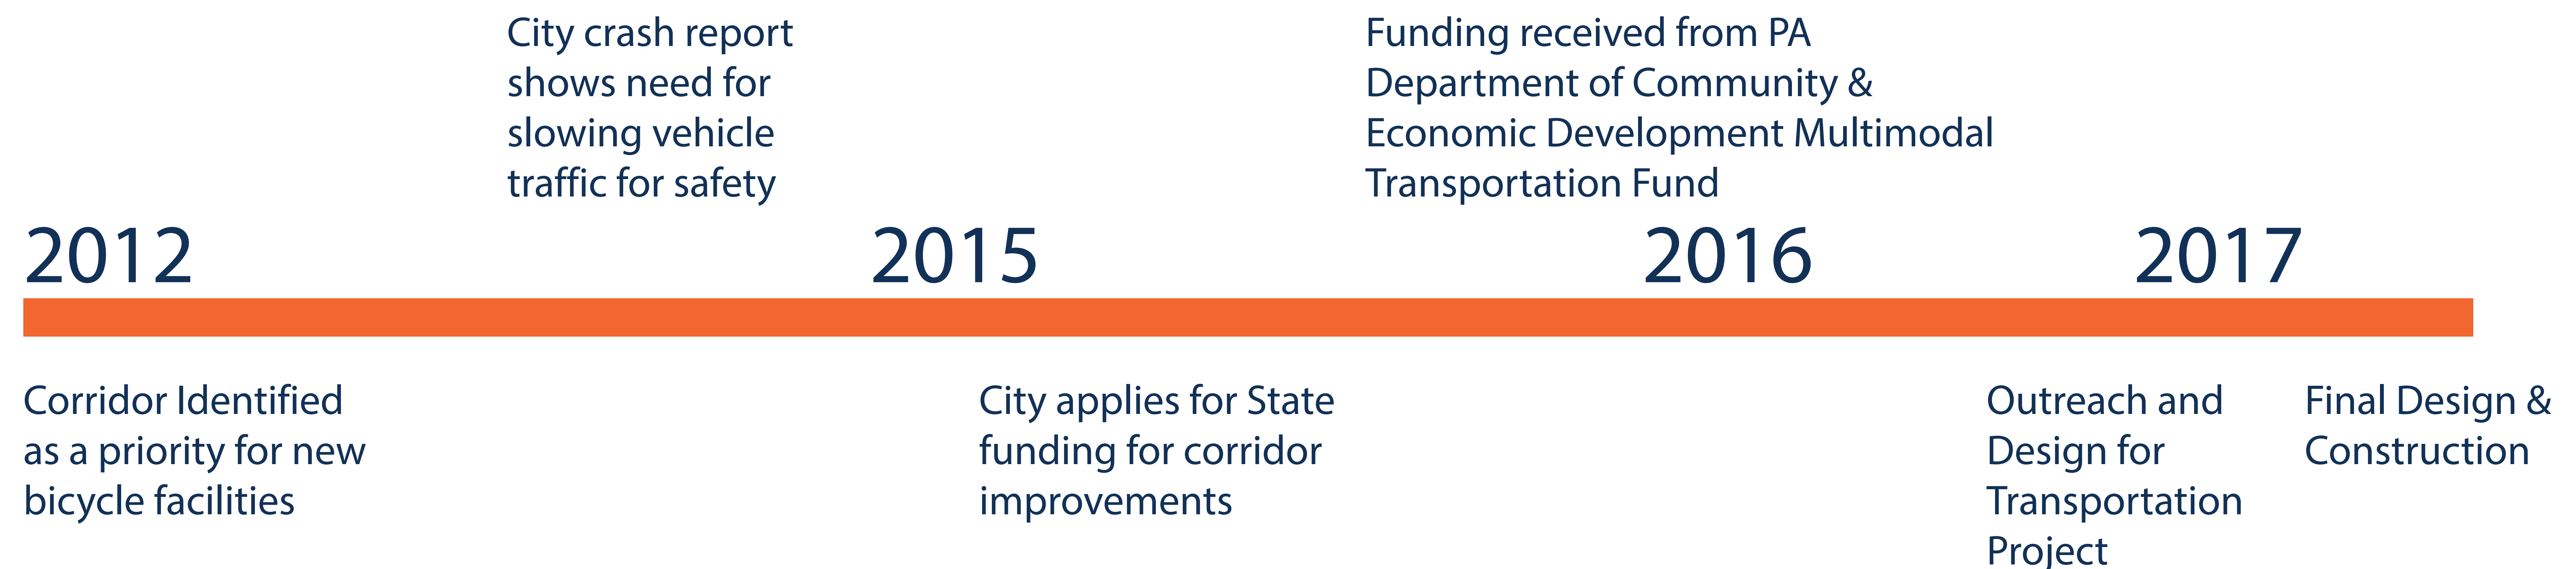 City crash report
shows need for
slowing vehicle
traffic for safety
Funding received from PA
Department of Community &
Economic Development Multimodal
Transportation Fund
2012
2015
2016
2017
Corridor Identified
as a priority for new
bicycle facilities
City applies for State
funding for corridor
improvements
Outreach and
Design for
Transportation
Project
Final Design &
Construction